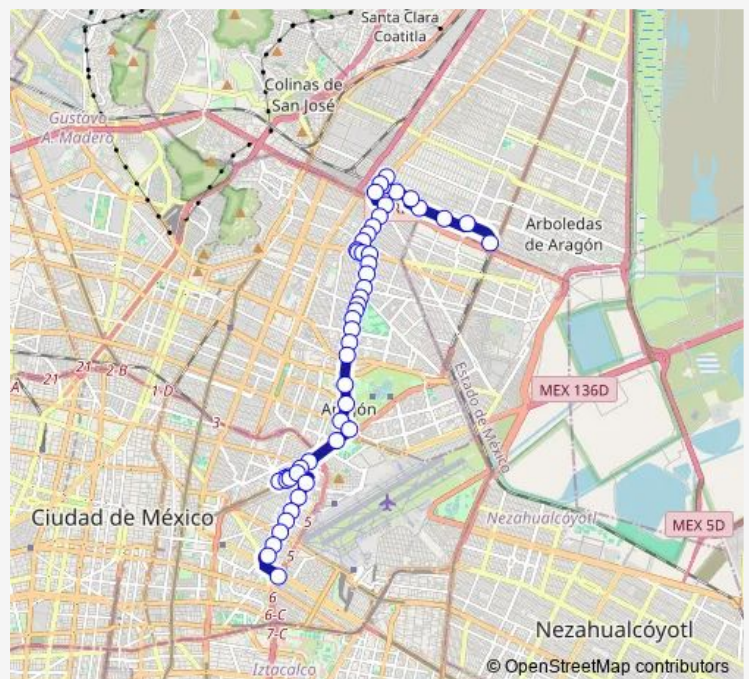 Santa Clara
Coatitla
Colinas de
San José
Gustavo
A. Madero
Arboledas
de Aragón
MEX 136D
Estado de México
21
2-B
21
1-D
3
Ciudad de México
5
5
Nezahualcóyotl
MEX 5D
6
6-C
7-C
Nezahualcóyotl
Iztacalco
© OpenStreetMap contributors